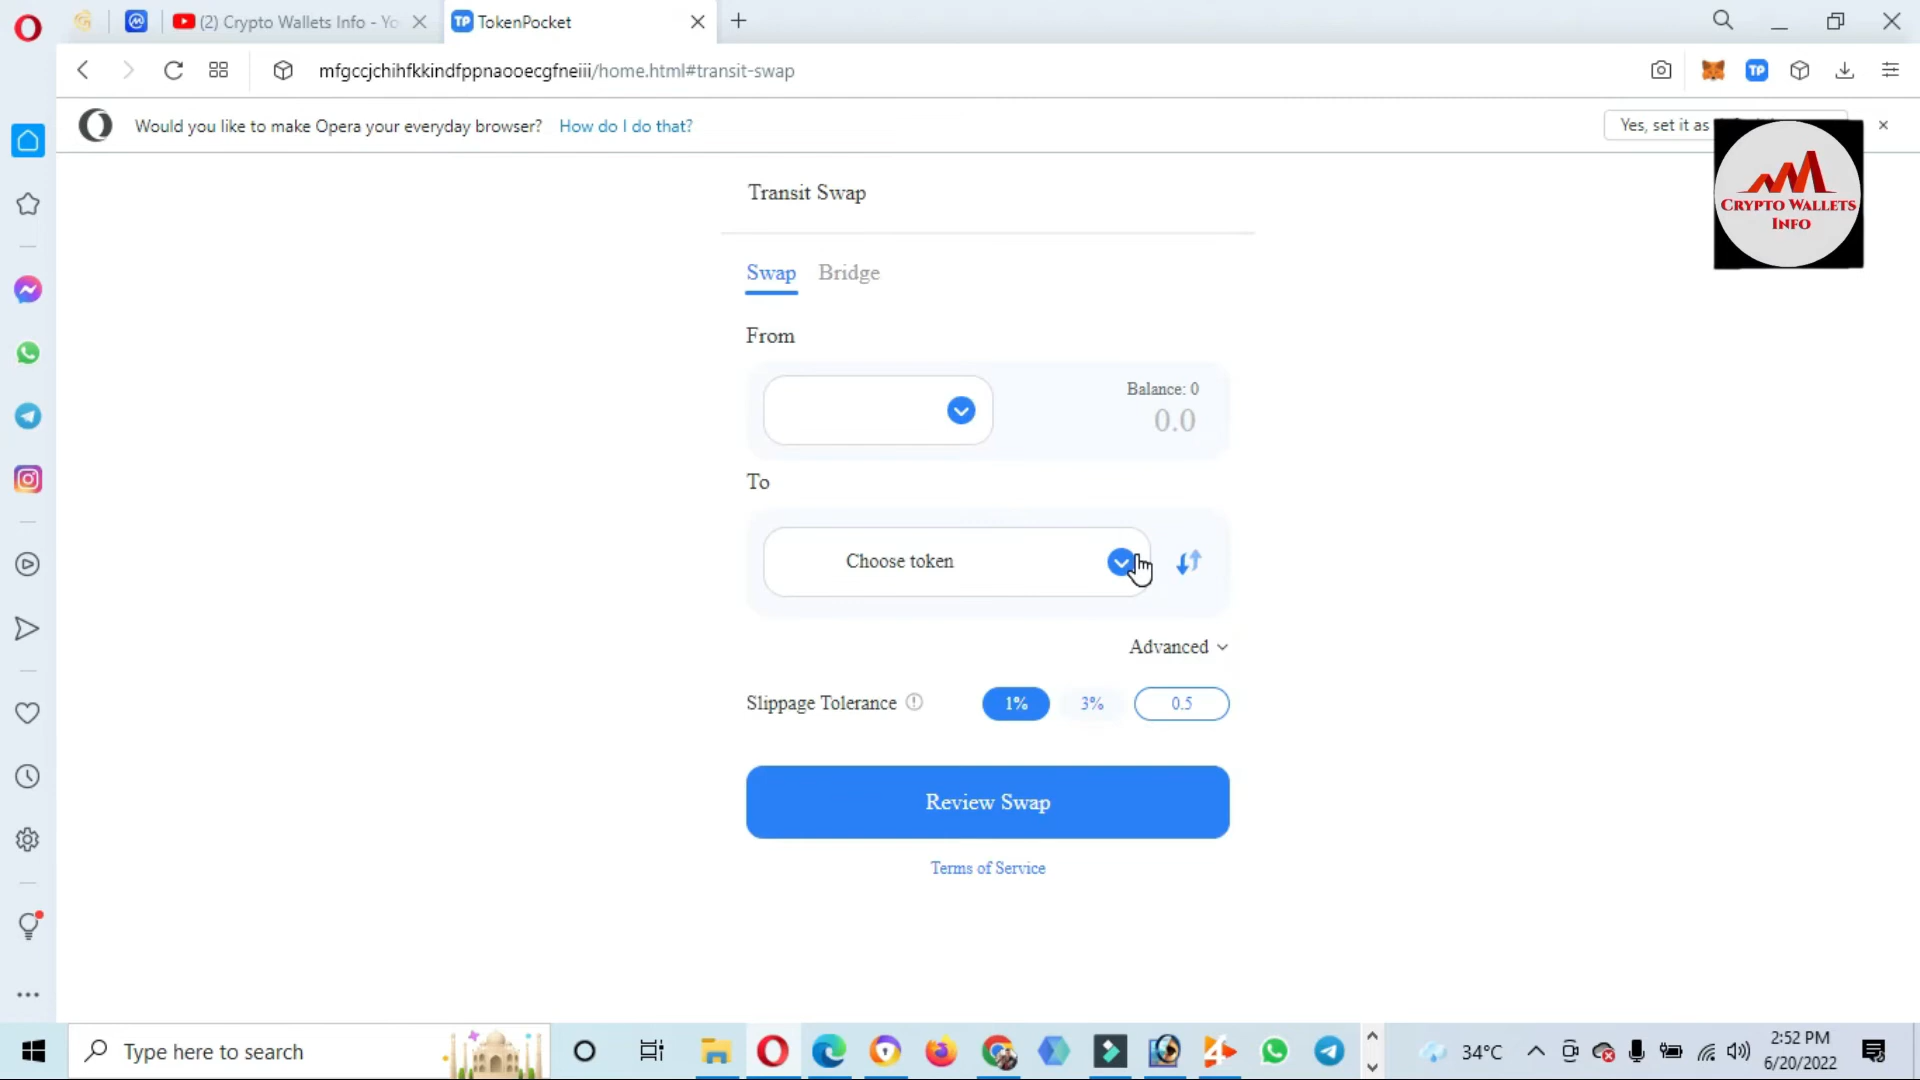 (2) Crypto Wallets Info - Yo
TP TokenPocket
mfgccjchihfkkindfppnaooecgfneiii/home.html#transit-swap
TP
Would you like to make Opera your everyday browser? How do I do that?
Yes, set it as
CRYPTO WALLETS
INFO
Transit Swap
Swap Bridge
From
Balance: 0
0.0
To
Choose token
Advanced
Slippage Tolerance 1% 3% 0.5
Review Swap
Terms of Service
Type here to search
34°C
2:52 PM
6/20/2022